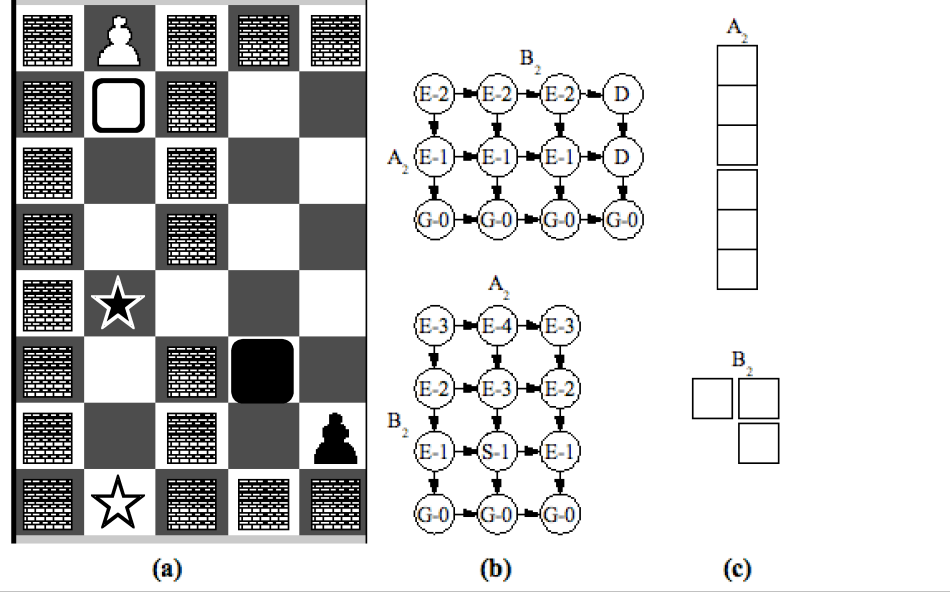 B2
E-2 E-2 E-2 D
A2 E-1 E-1 E-1 D
G-0 G-0 G-0 G-0
A2
E-3 E-4 E-3
E-2 E-3 E-2
B2
E-1 S-1 E-1
G-0 G-0 G-0
A2
B2
(a) (b) (c)